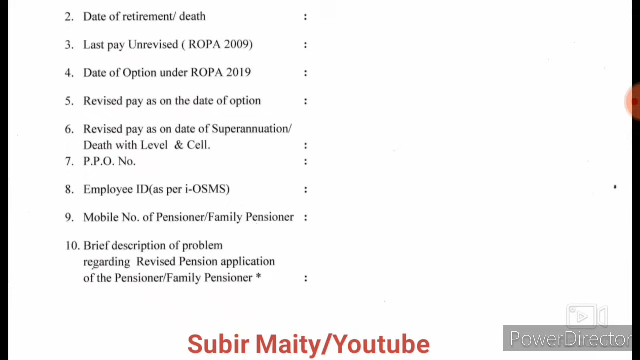 2. Date of retirement/ death :
3. Last pay Unrevised ( ROPA 2009) :
4. Date of Option under ROPA 2019 :
5. Revised pay as on the date of option :
6. Revised pay as on date of Superannuation/
Death with Level & Cell. :
7. P.P.O. No. :
8. Employee ID(as per i-OSMS) :
9. Mobile No. of Pensioner/Family Pensioner :
10. Brief description of problem
regarding Revised Pension application
of the Pensioner/Family Pensioner * :
PowerDirector
Subir Maity/Youtube